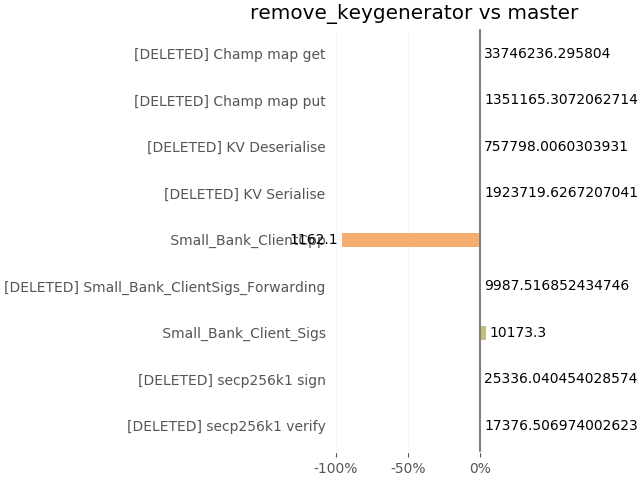 remove_keygenerator vs master
[DELETED] Champ map get 33746236.295804
[DELETED] Champ map put 1351165.3072062714
[DELETED] KV Deserialise 757798.0060303931
[DELETED] KV Serialise 1923719.6267207041
Small_Bank_ClientCpp 1162.1
[DELETED] Small_Bank_ClientSigs_Forwarding 9987.516852434746
Small_Bank_Client_Sigs 10173.3
[DELETED] secp256k1 sign 25336.040454028574
[DELETED] secp256k1 verify 17376.506974002623
-100% -50% 0%